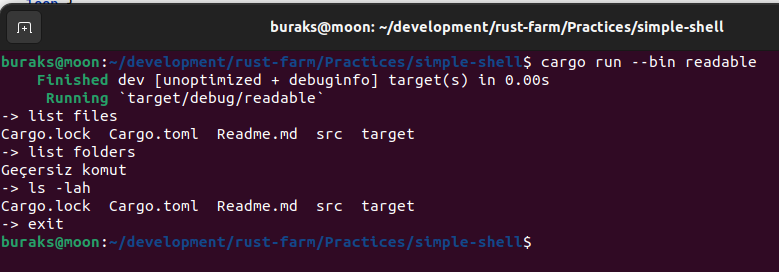 buraks@moon: ~/development/rust-farm/Practices/simple-shell
buraks@moon:~/development/rust-farm/Practices/simple-shell$ cargo run --bin readable
Finished dev [unoptimized + debuginfo] target(s) in 0.00s
Running `target/debug/readable`
-> list files
Cargo.lock Cargo.toml Readme.md src target
-> list folders
Geçersiz komut
-> ls -lah
Cargo.lock Cargo.toml Readme.md src target
-> exit
buraks@moon:~/development/rust-farm/Practices/simple-shell$